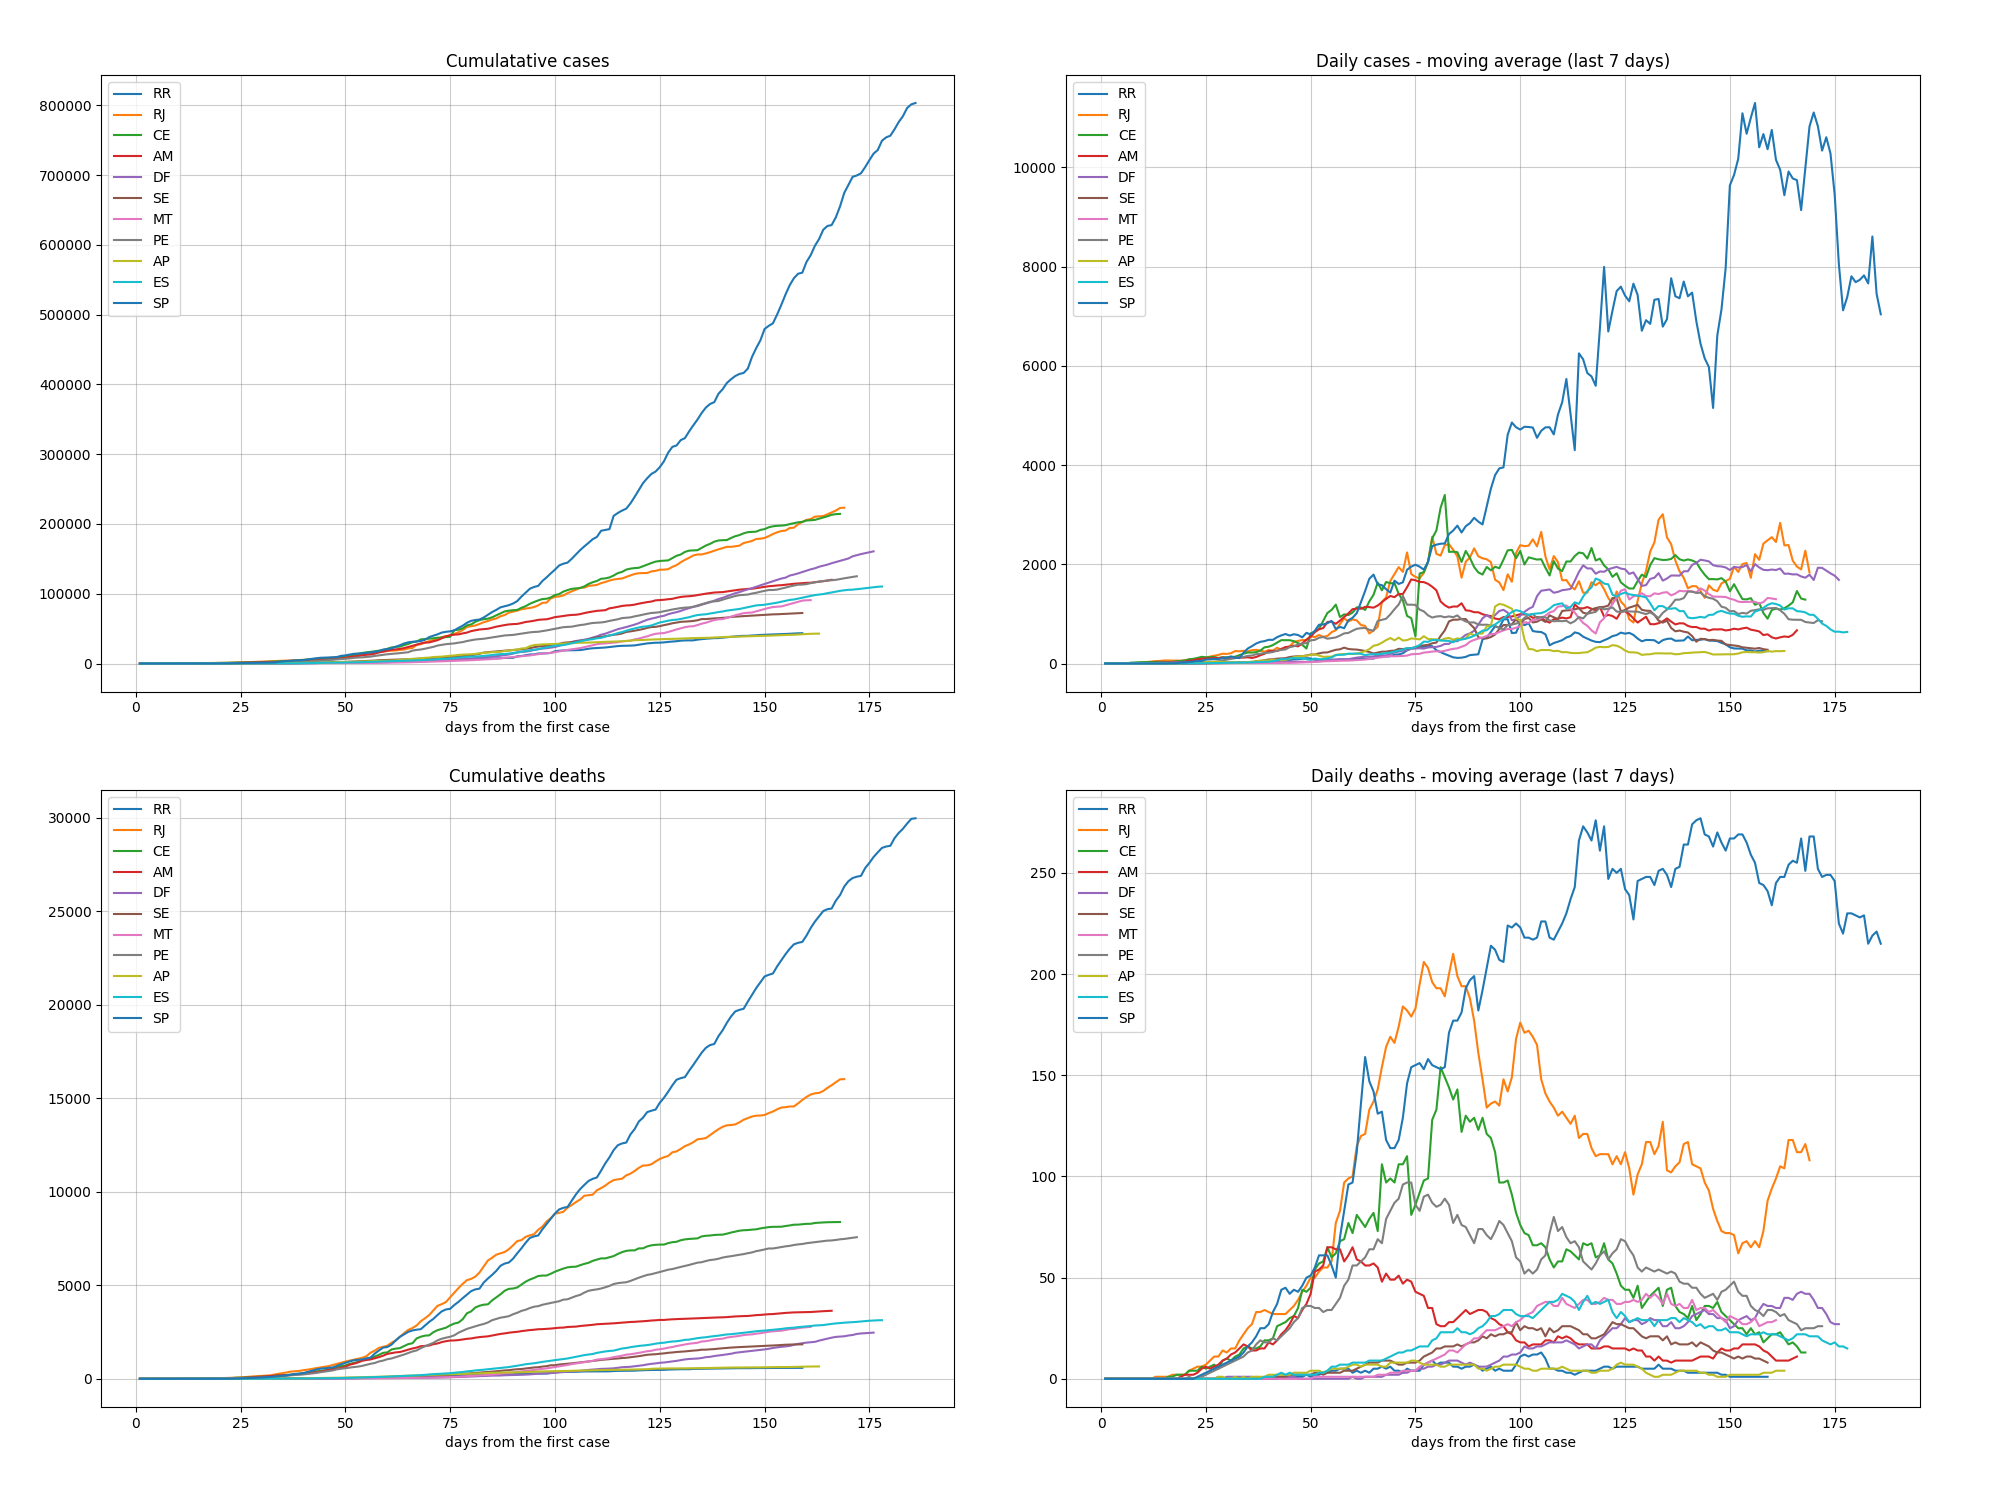 Cumulatative cases
800000
700000
600000
500000
400000
300000
200000
100000
0
RR
RJ
CE
AM
DF
SE
MT
PE
AP
ES
SP
0 25 50 75 100 125 150 175
days from the first case
Daily cases - moving average (last 7 days)
10000
8000
6000
4000
2000
0
RR
RJ
CE
AM
DF
SE
MT
PE
AP
ES
SP
0 25 50 75 100 125 150 175
days from the first case
Cumulative deaths
30000
25000
20000
15000
10000
5000
0
RR
RJ
CE
AM
DF
SE
MT
PE
AP
ES
SP
0 25 50 75 100 125 150 175
days from the first case
Daily deaths - moving average (last 7 days)
250
200
150
100
50
0
RR
RJ
CE
AM
DF
SE
MT
PE
AP
ES
SP
0 25 50 75 100 125 150 175
days from the first case